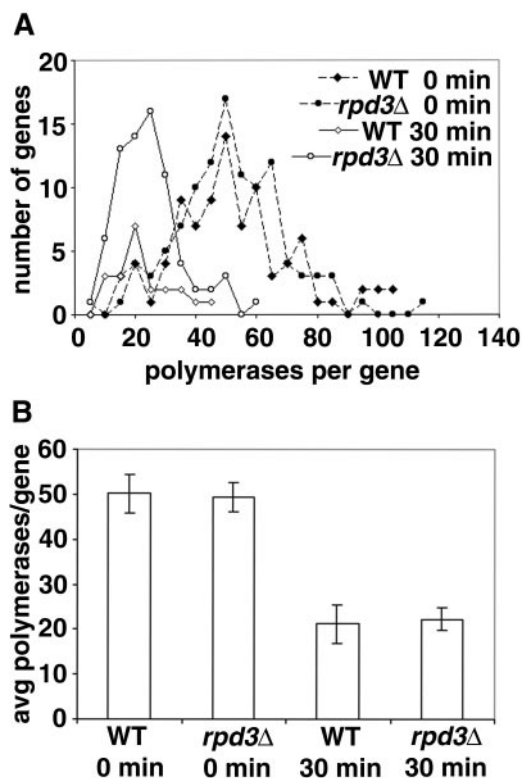 A
20
15
10
5
0
number of genes
WT 0 min
rpd3Δ 0 min
WT 30 min
rpd3Δ 30 min
0 20 40 60 80 100 120 140
polymerases per gene
B
60
50
40
30
20
10
0
avg polymerases/gene
WT rpd3Δ WT rpd3Δ
0 min 0 min 30 min 30 min